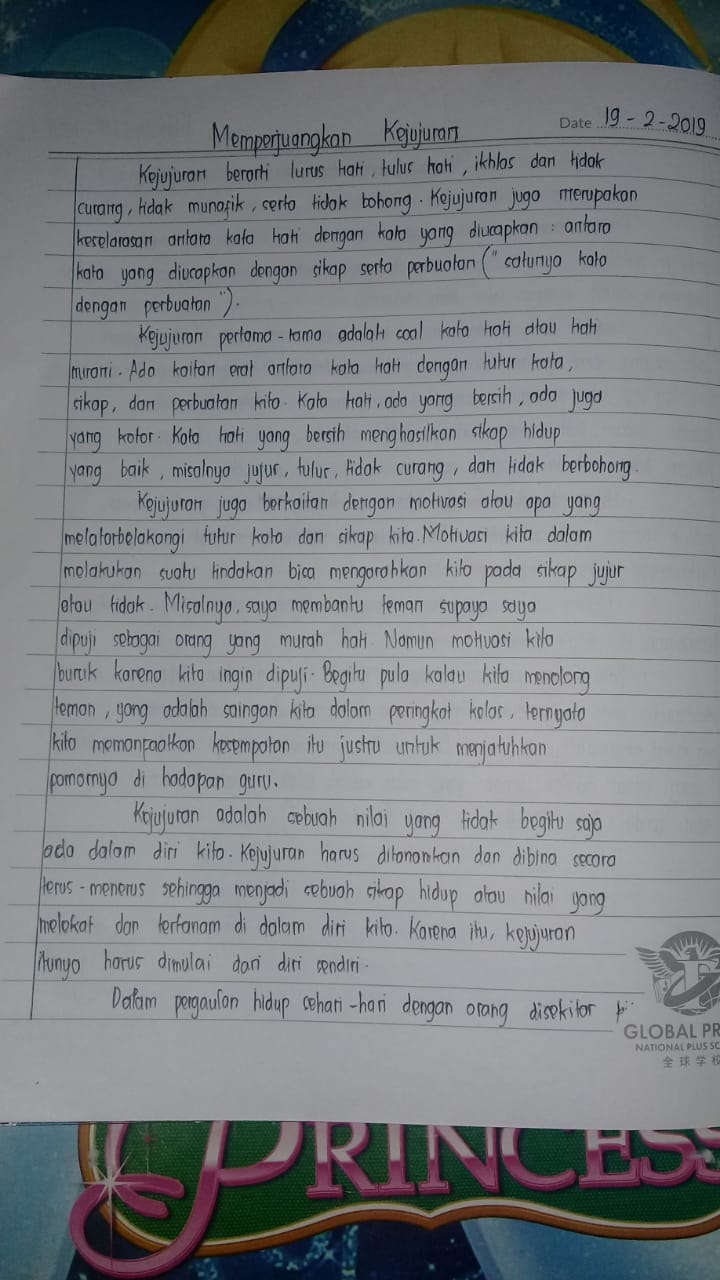 Memperjuangkan Kejujuran
Date 19-2-2019
Kejujuran berarti lurus hati, tulus hati, ikhlas dan tidak
curang, tidak munafik, serta tidak bohong. Kejujuran juga merupakan
keselarasan antara kata hati dengan kata yang diucapkan : antara
kata yang diucapkan dengan sikap serta perbuatan (" satunya kata
dengan perbuatan ").
Kejujuran pertama-tama adalah soal kata hati atau hati
murani. Ada kaitan erat antara kata hati dengan tutur kata,
sikap, dan perbuatan kita. Kata hati, ada yang bersih, ada juga
yang kotor. Kata hati yang bersih menghasilkan sikap hidup
yang baik, misalnya jujur, tulur, tidak curang, dan tidak berbohong.
Kejujuran juga berkaitan dengan motivasi atau apa yang
melatarbelakangi tutur kata dan sikap kita. Motivasi kita dalam
melakukan suatu tindakan bisa mengarahkan kita pada sikap jujur
atau tidak. Misalnya, saya membantu teman supaya saya
dipuji sebagai orang yang murah hati. Namun motivasi kita
buruk karena kita ingin dipuji. Begitu pula kalau kita menolong
teman, yang adalah saingan kita dalam peringkat kelas, ternyata
kita memanfaatkan kesempatan itu justru untuk menjatuhkan
pamornya di hadapan guru.
Kejujuran adalah sebuah nilai yang tidak begitu saja
ada dalam diri kita. Kejujuran harus ditanamkan dan dibina secara
terus-menerus sehingga menjadi sebuah sikap hidup atau nilai yang
melekat dan tertanam di dalam diri kita. Karena itu, kejujuran
itunya harus dimulai dari diri sendiri.
Dalam pergaulan hidup sehari-hari dengan orang disekitar
GLOBAL PR
NATIONAL PLUS SC
全球学校
PRINCESS